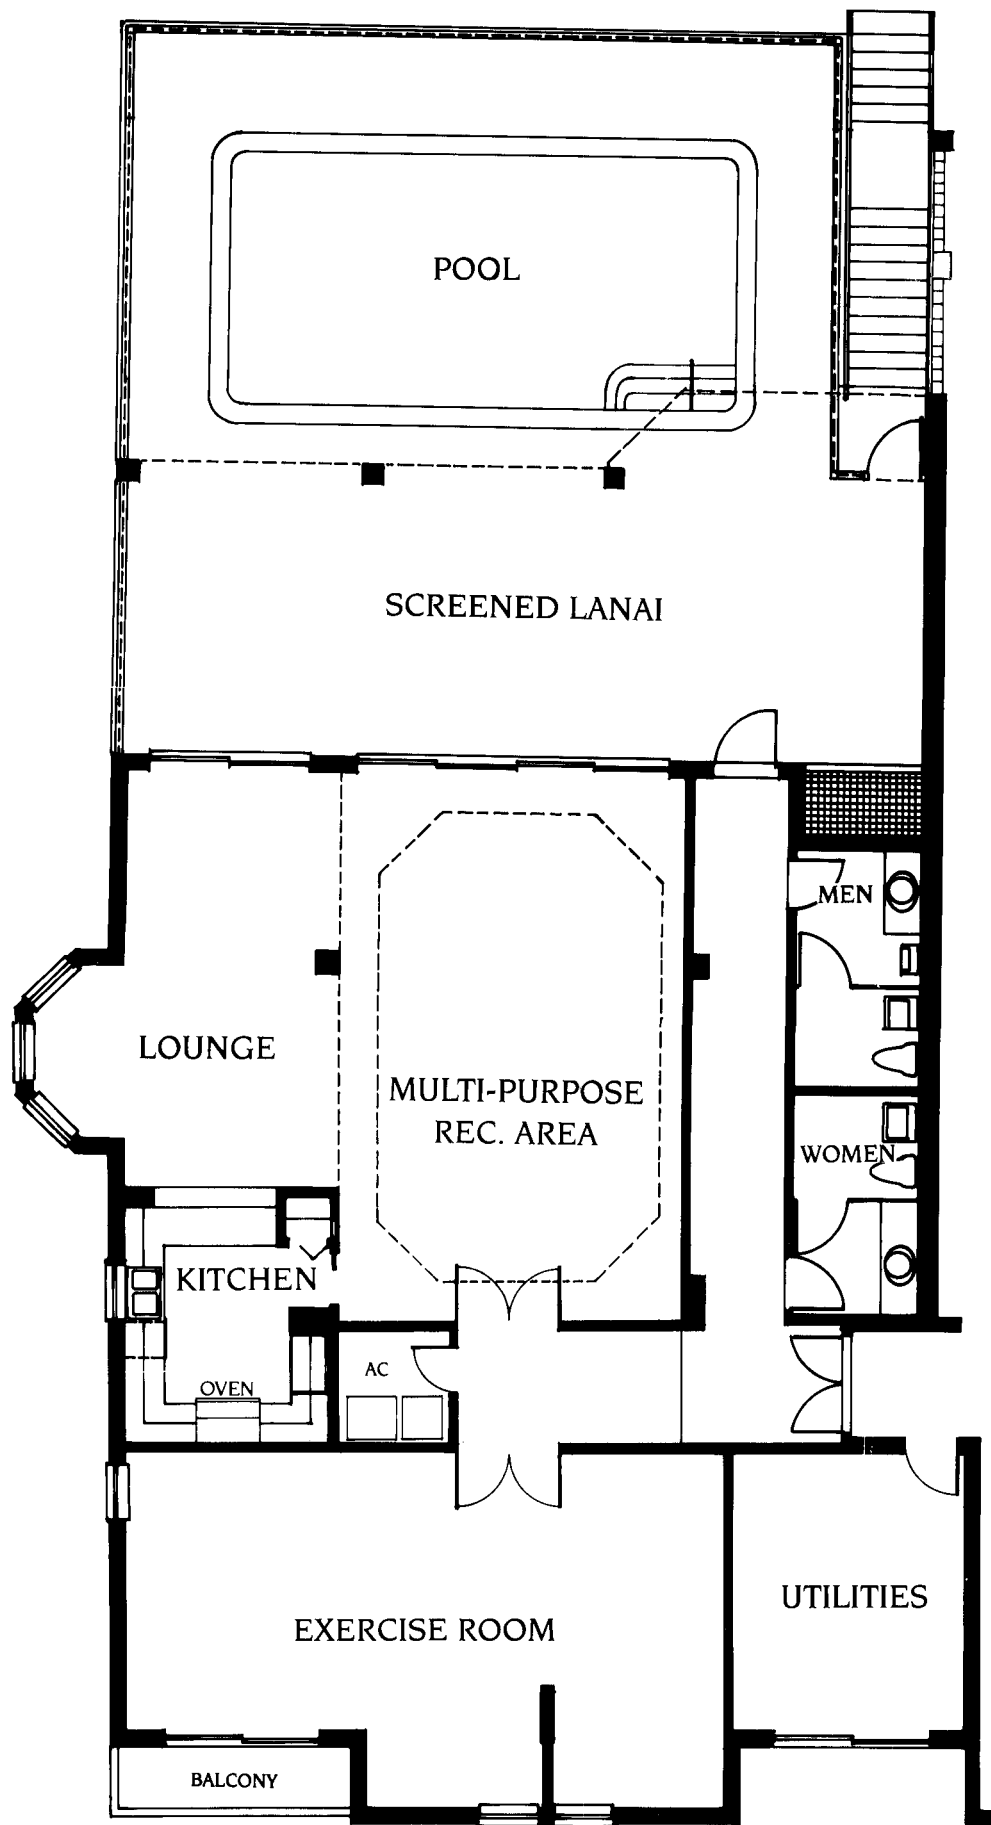 POOL
SCREENED LANAI
MEN
LOUNGE
MULTI-PURPOSE
REC. AREA
WOMEN
KITCHEN
AC
OVEN
UTILITIES
EXERCISE ROOM
BALCONY